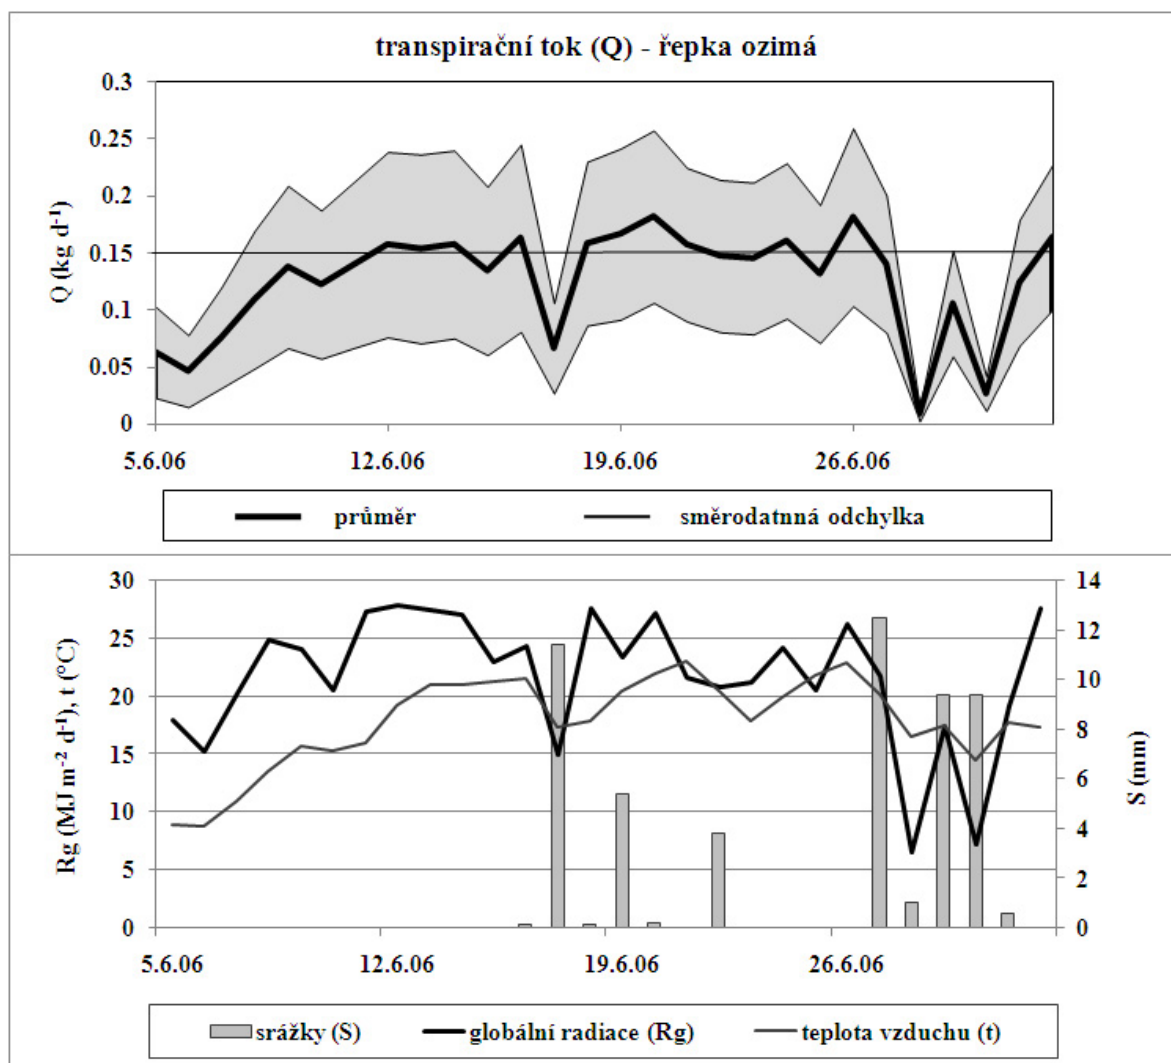 transpirační tok (Q) - řepka ozimá
0.3
0.25
0.2
0.15
0.1
0.05
0
Q (kg d⁻¹)
5.6.06 12.6.06 19.6.06 26.6.06
průměr směrodatnná odchylka
30
25
20
15
10
5
0
Rg (MJ m⁻² d⁻¹), t (°C)
14
12
10
8
6
4
2
0
S (mm)
5.6.06 12.6.06 19.6.06 26.6.06
srážky (S) globální radiace (Rg) teplota vzduchu (t)